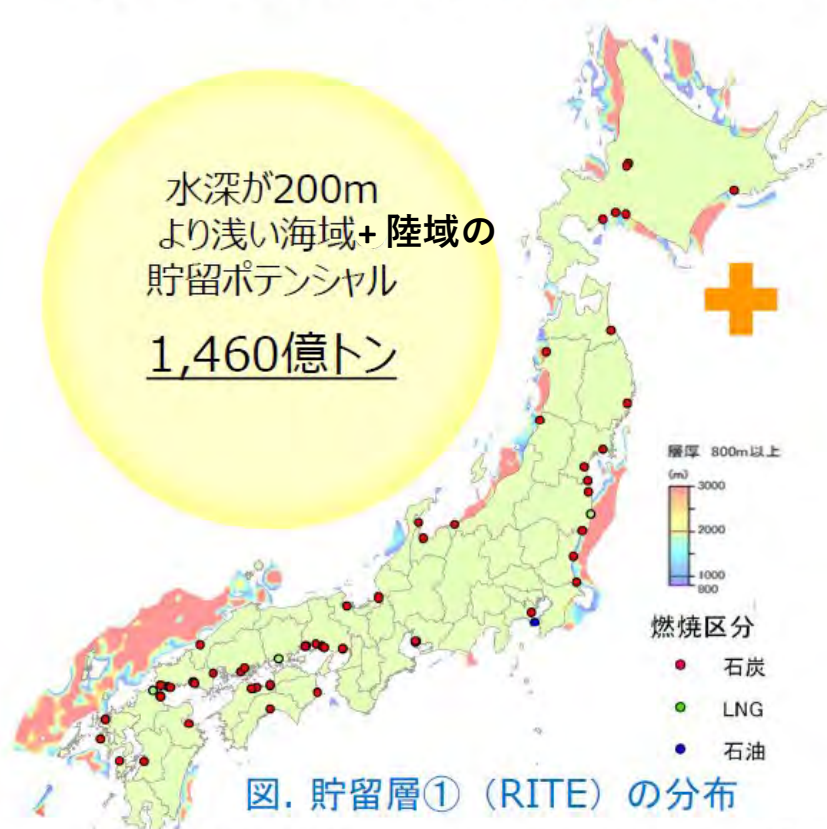 水深が200m
より浅い海域+ 陸域の
貯留ポテンシャル
1,460億トン
層厚 800m以上
(m)
3000
2000
1000
800
燃焼区分
石炭
LNG
石油
図. 貯留層①（RITE）の分布